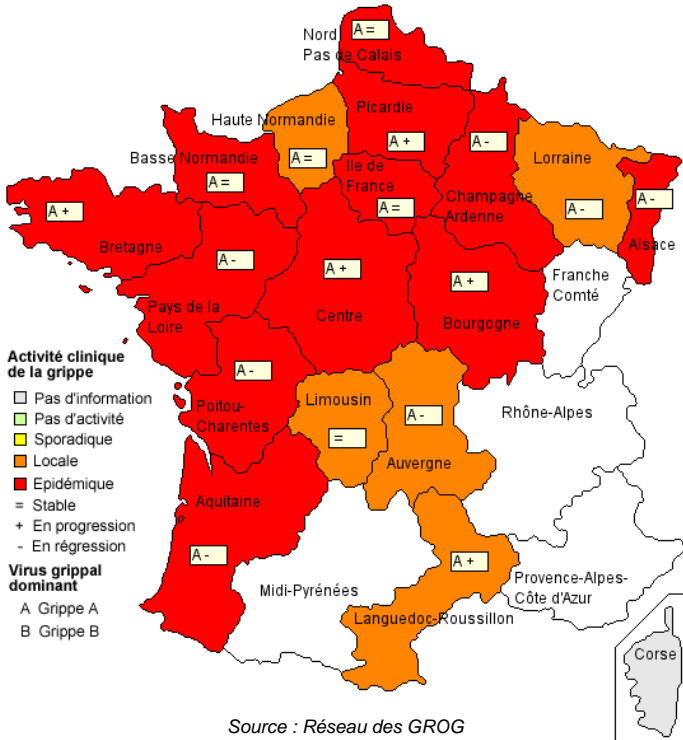 A =
Nord
Pas de Calais
Picardie
Haute Normandie
A +
A -
Basse Normandie
A =
Ile de
France
Lorraine
A =
A =
Champagne
Ardenne
A -
A -
A +
Bretagne
Alsace
A -
A +
A +
Franche
Comté
Pays de la
Loire
Centre
Bourgogne
Activité clinique
de la grippe
Pas d'information
Pas d'activité
Sporadique
Locale
Epidémique
= Stable
+ En progression
- En régression
Virus grippal
dominant
A Grippe A
B Grippe B
A -
Poitou-
Charentes
Limousin
=
A -
Auvergne
Rhône-Alpes
Aquitaine
A -
Midi-Pyrénées
A +
Languedoc-Roussillon
Provence-Alpes-
Côte d'Azur
Corse
Source : Réseau des GROG